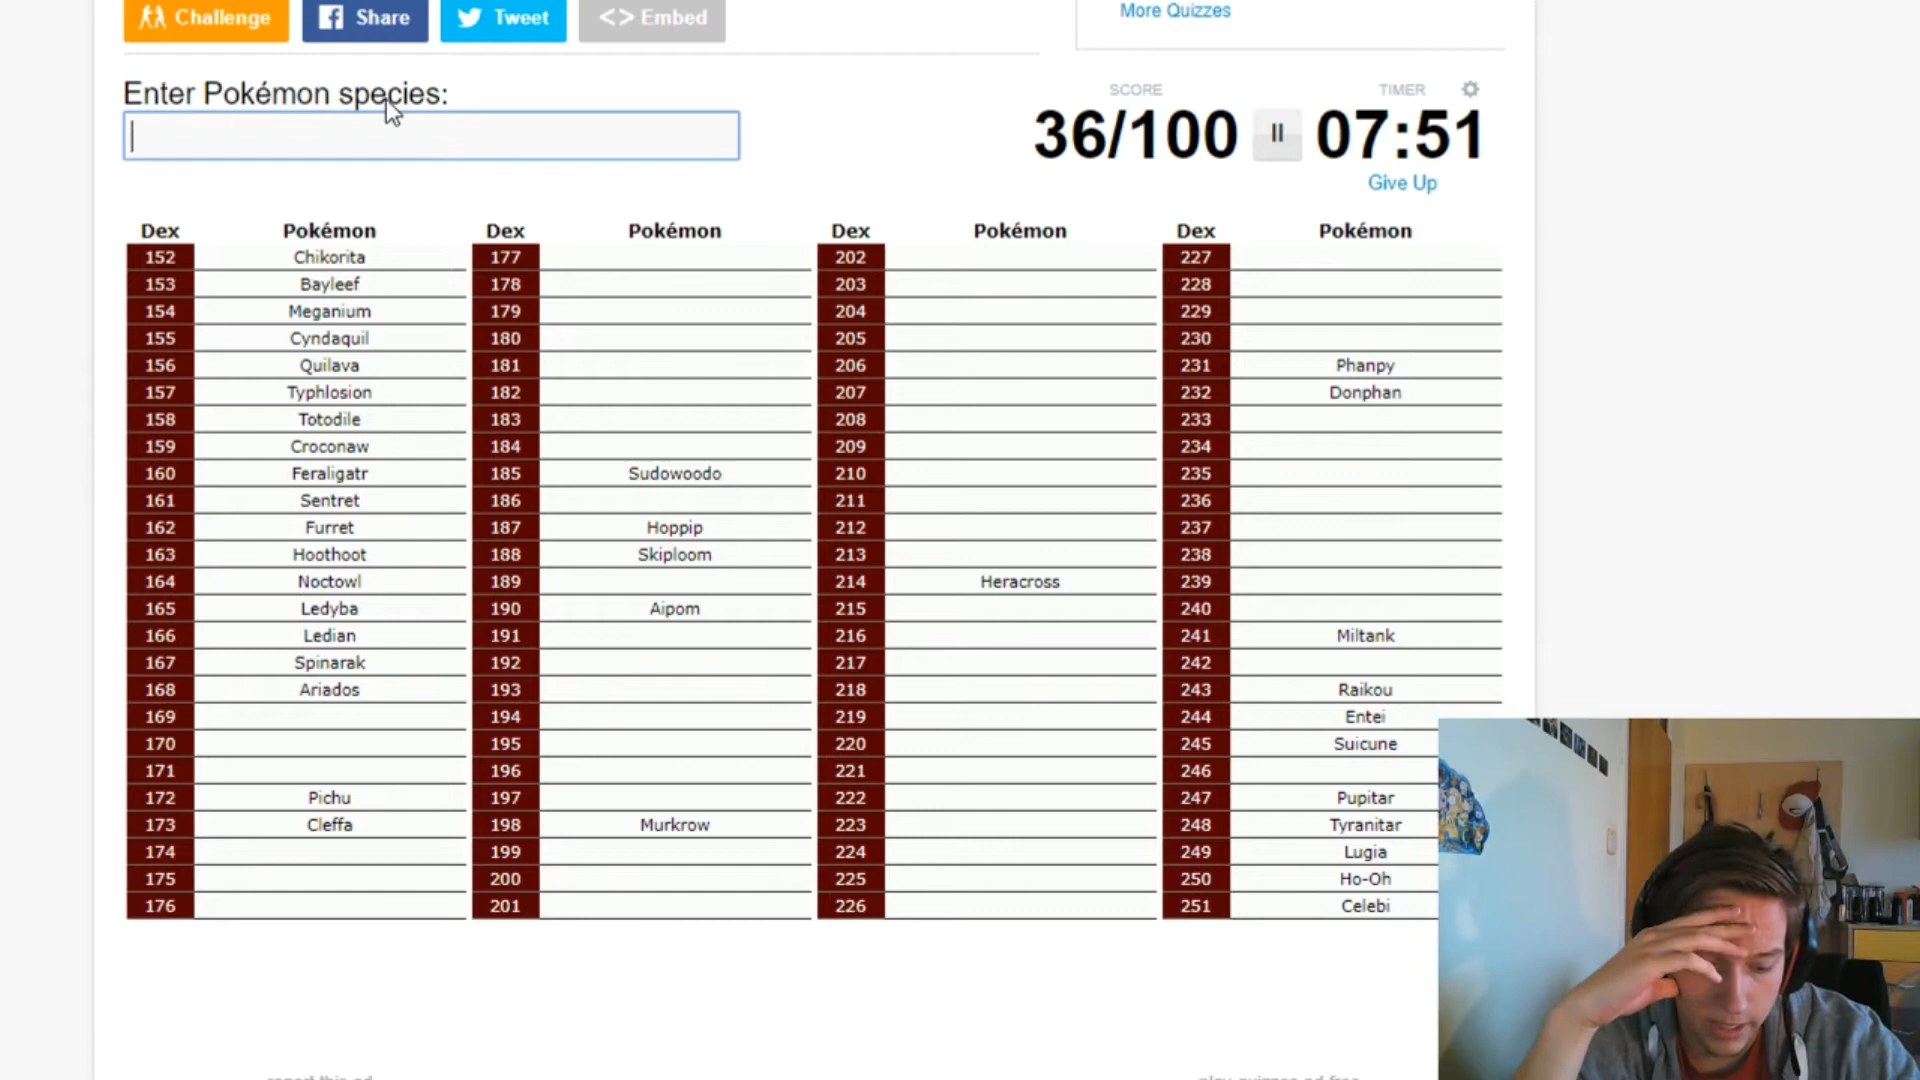 Challenge Share Tweet <> Embed
More Quizzes
Enter Pokémon species:
SCORE TIMER
36/100 07:51
Give Up
Dex Pokémon Dex Pokémon Dex Pokémon Dex Pokémon
152 Chikorita 177 202 227
153 Bayleef 178 203 228
154 Meganium 179 204 229
155 Cyndaquil 180 205 230
156 Quilava 181 206 231 Phanpy
157 Typhlosion 182 207 232 Donphan
158 Totodile 183 208 233
159 Croconaw 184 209 234
160 Feraligatr 185 Sudowoodo 210 235
161 Sentret 186 211 236
162 Furret 187 Hoppip 212 237
163 Hoothoot 188 Skiploom 213 238
164 Noctowl 189 214 Heracross 239
165 Ledyba 190 Aipom 215 240
166 Ledian 191 216 241 Miltank
167 Spinarak 192 217 242
168 Ariados 193 218 243 Raikou
169 194 219 244 Entei
170 195 220 245 Suicune
171 196 221 246
172 Pichu 197 222 247 Pupitar
173 Cleffa 198 Murkrow 223 248 Tyranitar
174 199 224 249 Lugia
175 200 225 250 Ho-Oh
176 201 226 251 Celebi
report this ad play quizzes ad free